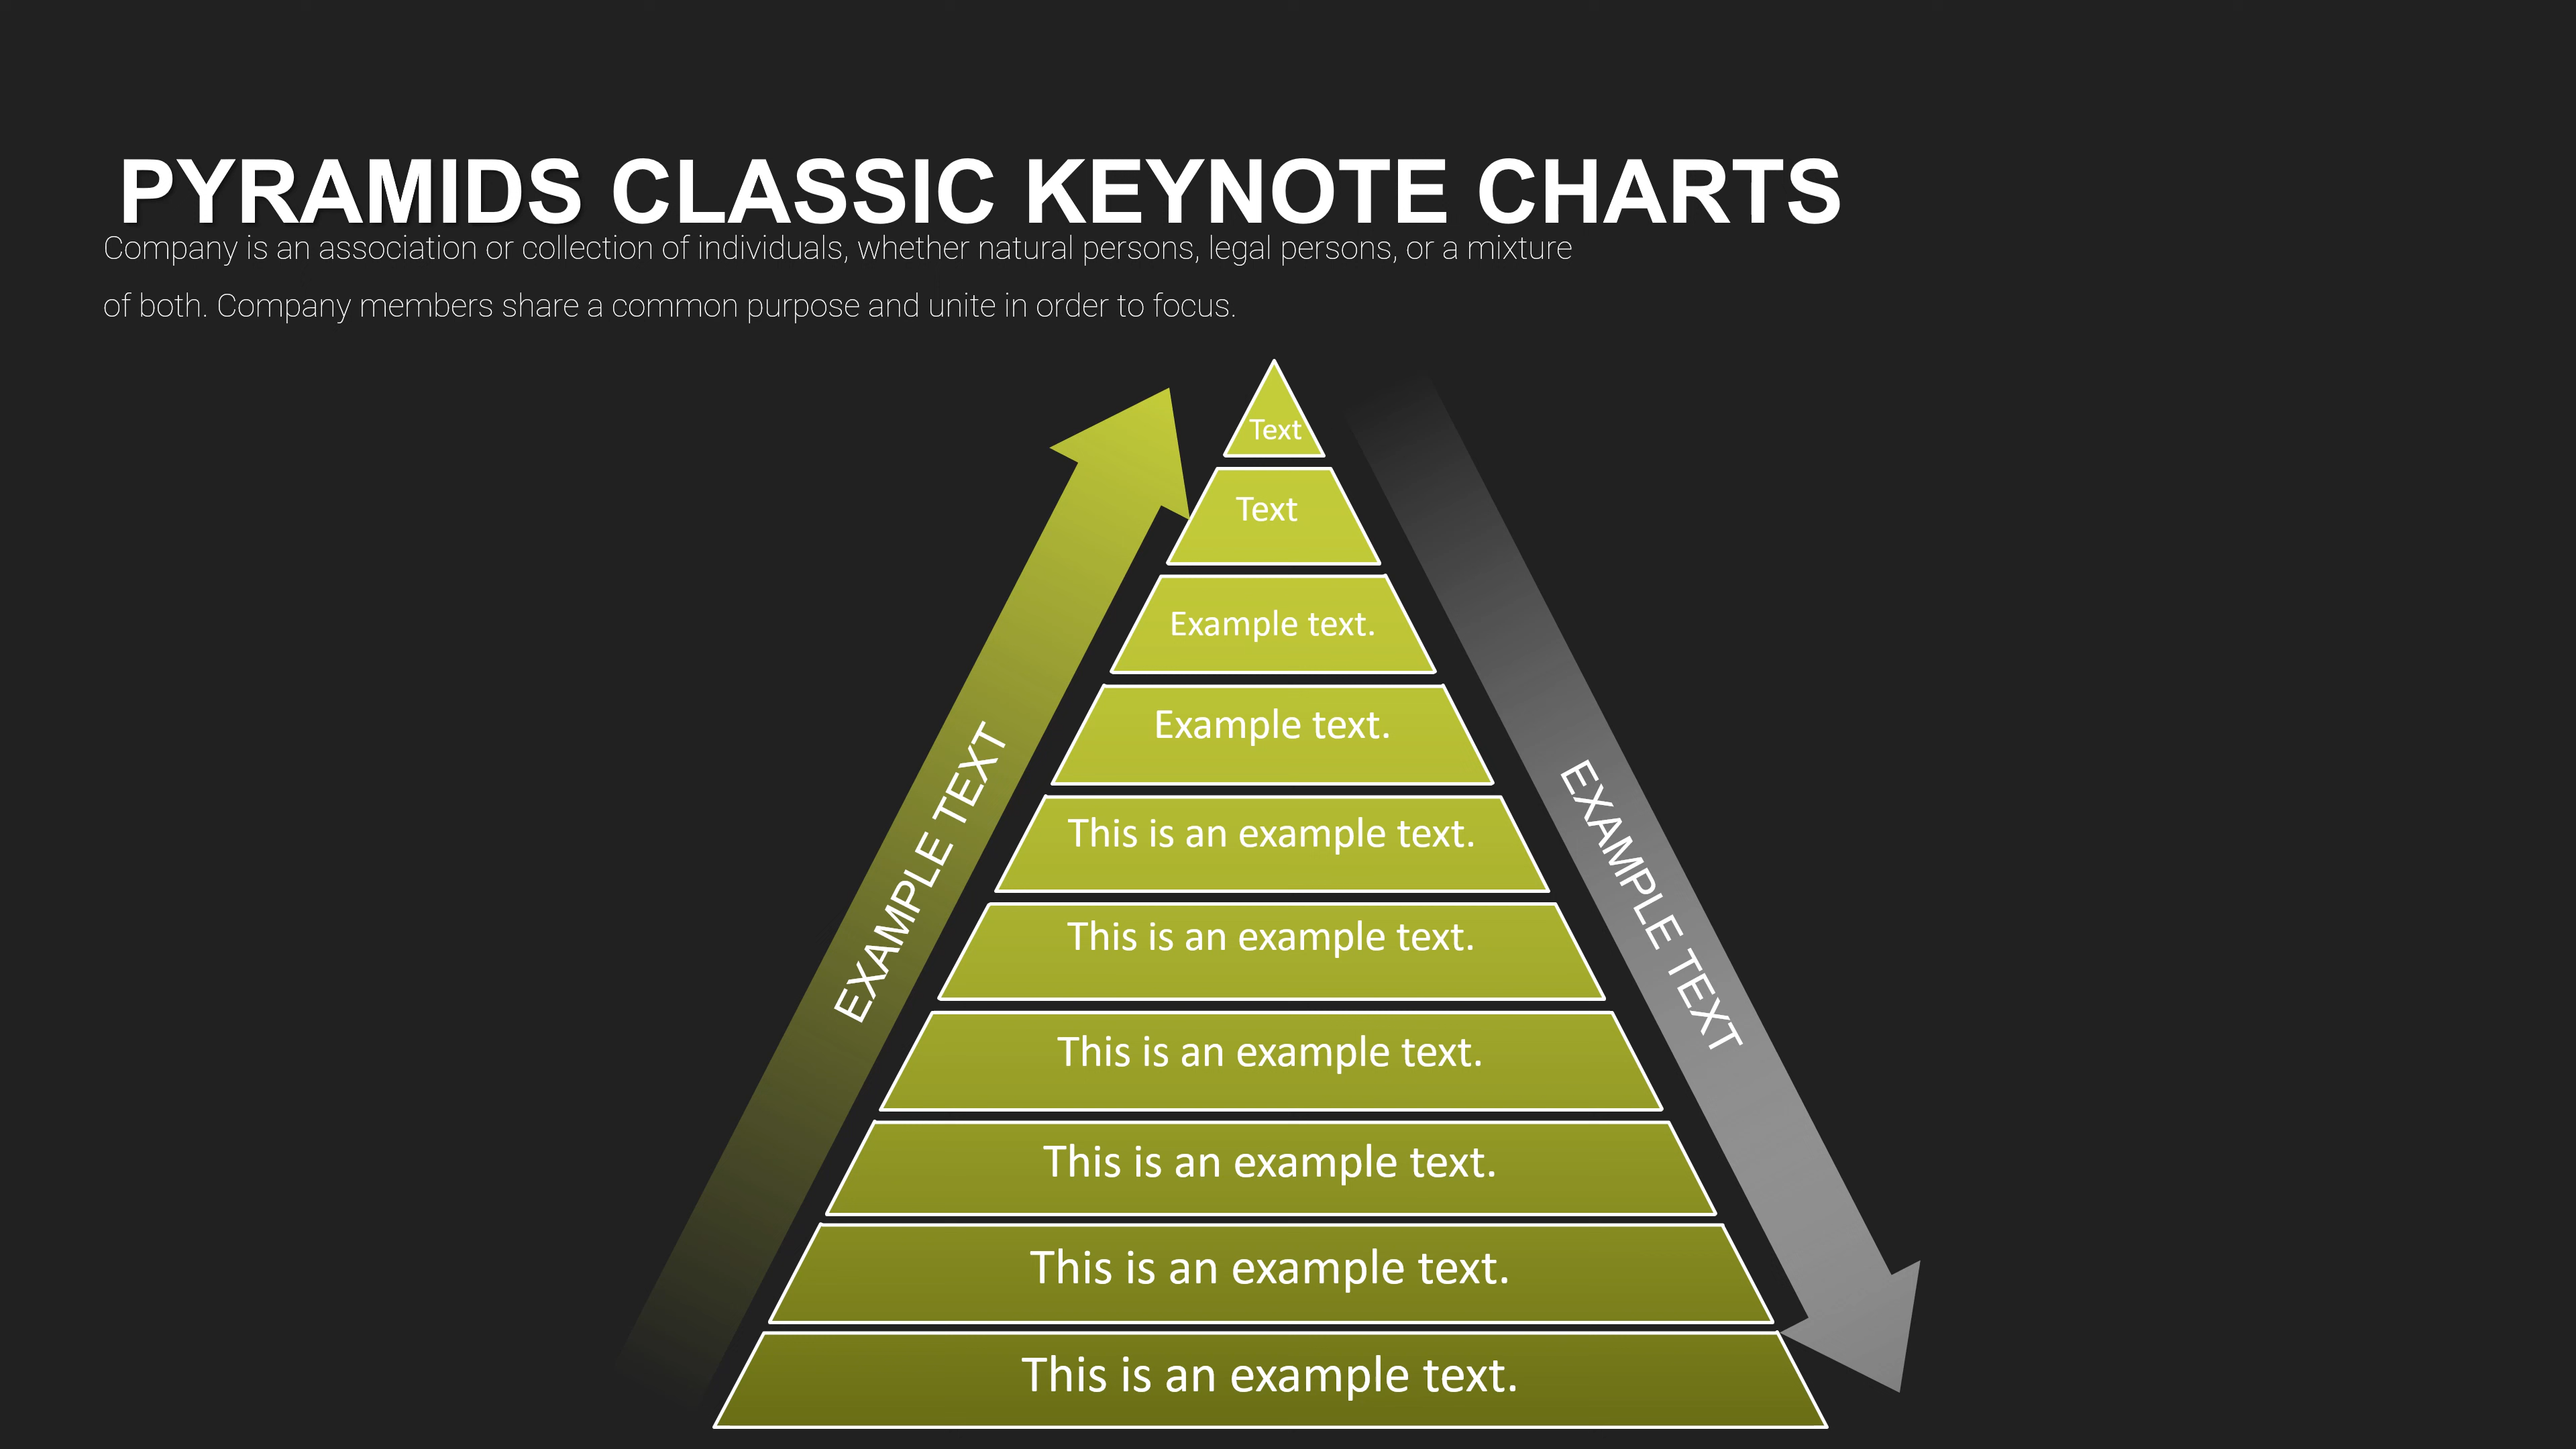 PYRAMIDS CLASSIC KEYNOTE CHARTS
Company is an association or collection of individuals, whether natural persons, legal persons, or a mixture
of both. Company members share a common purpose and unite in order to focus.
Text
Text
Example text.
Example text.
This is an example text.
This is an example text.
This is an example text.
This is an example text.
This is an example text.
This is an example text.
EXAMPLE TEXT
EXAMPLE TEXT